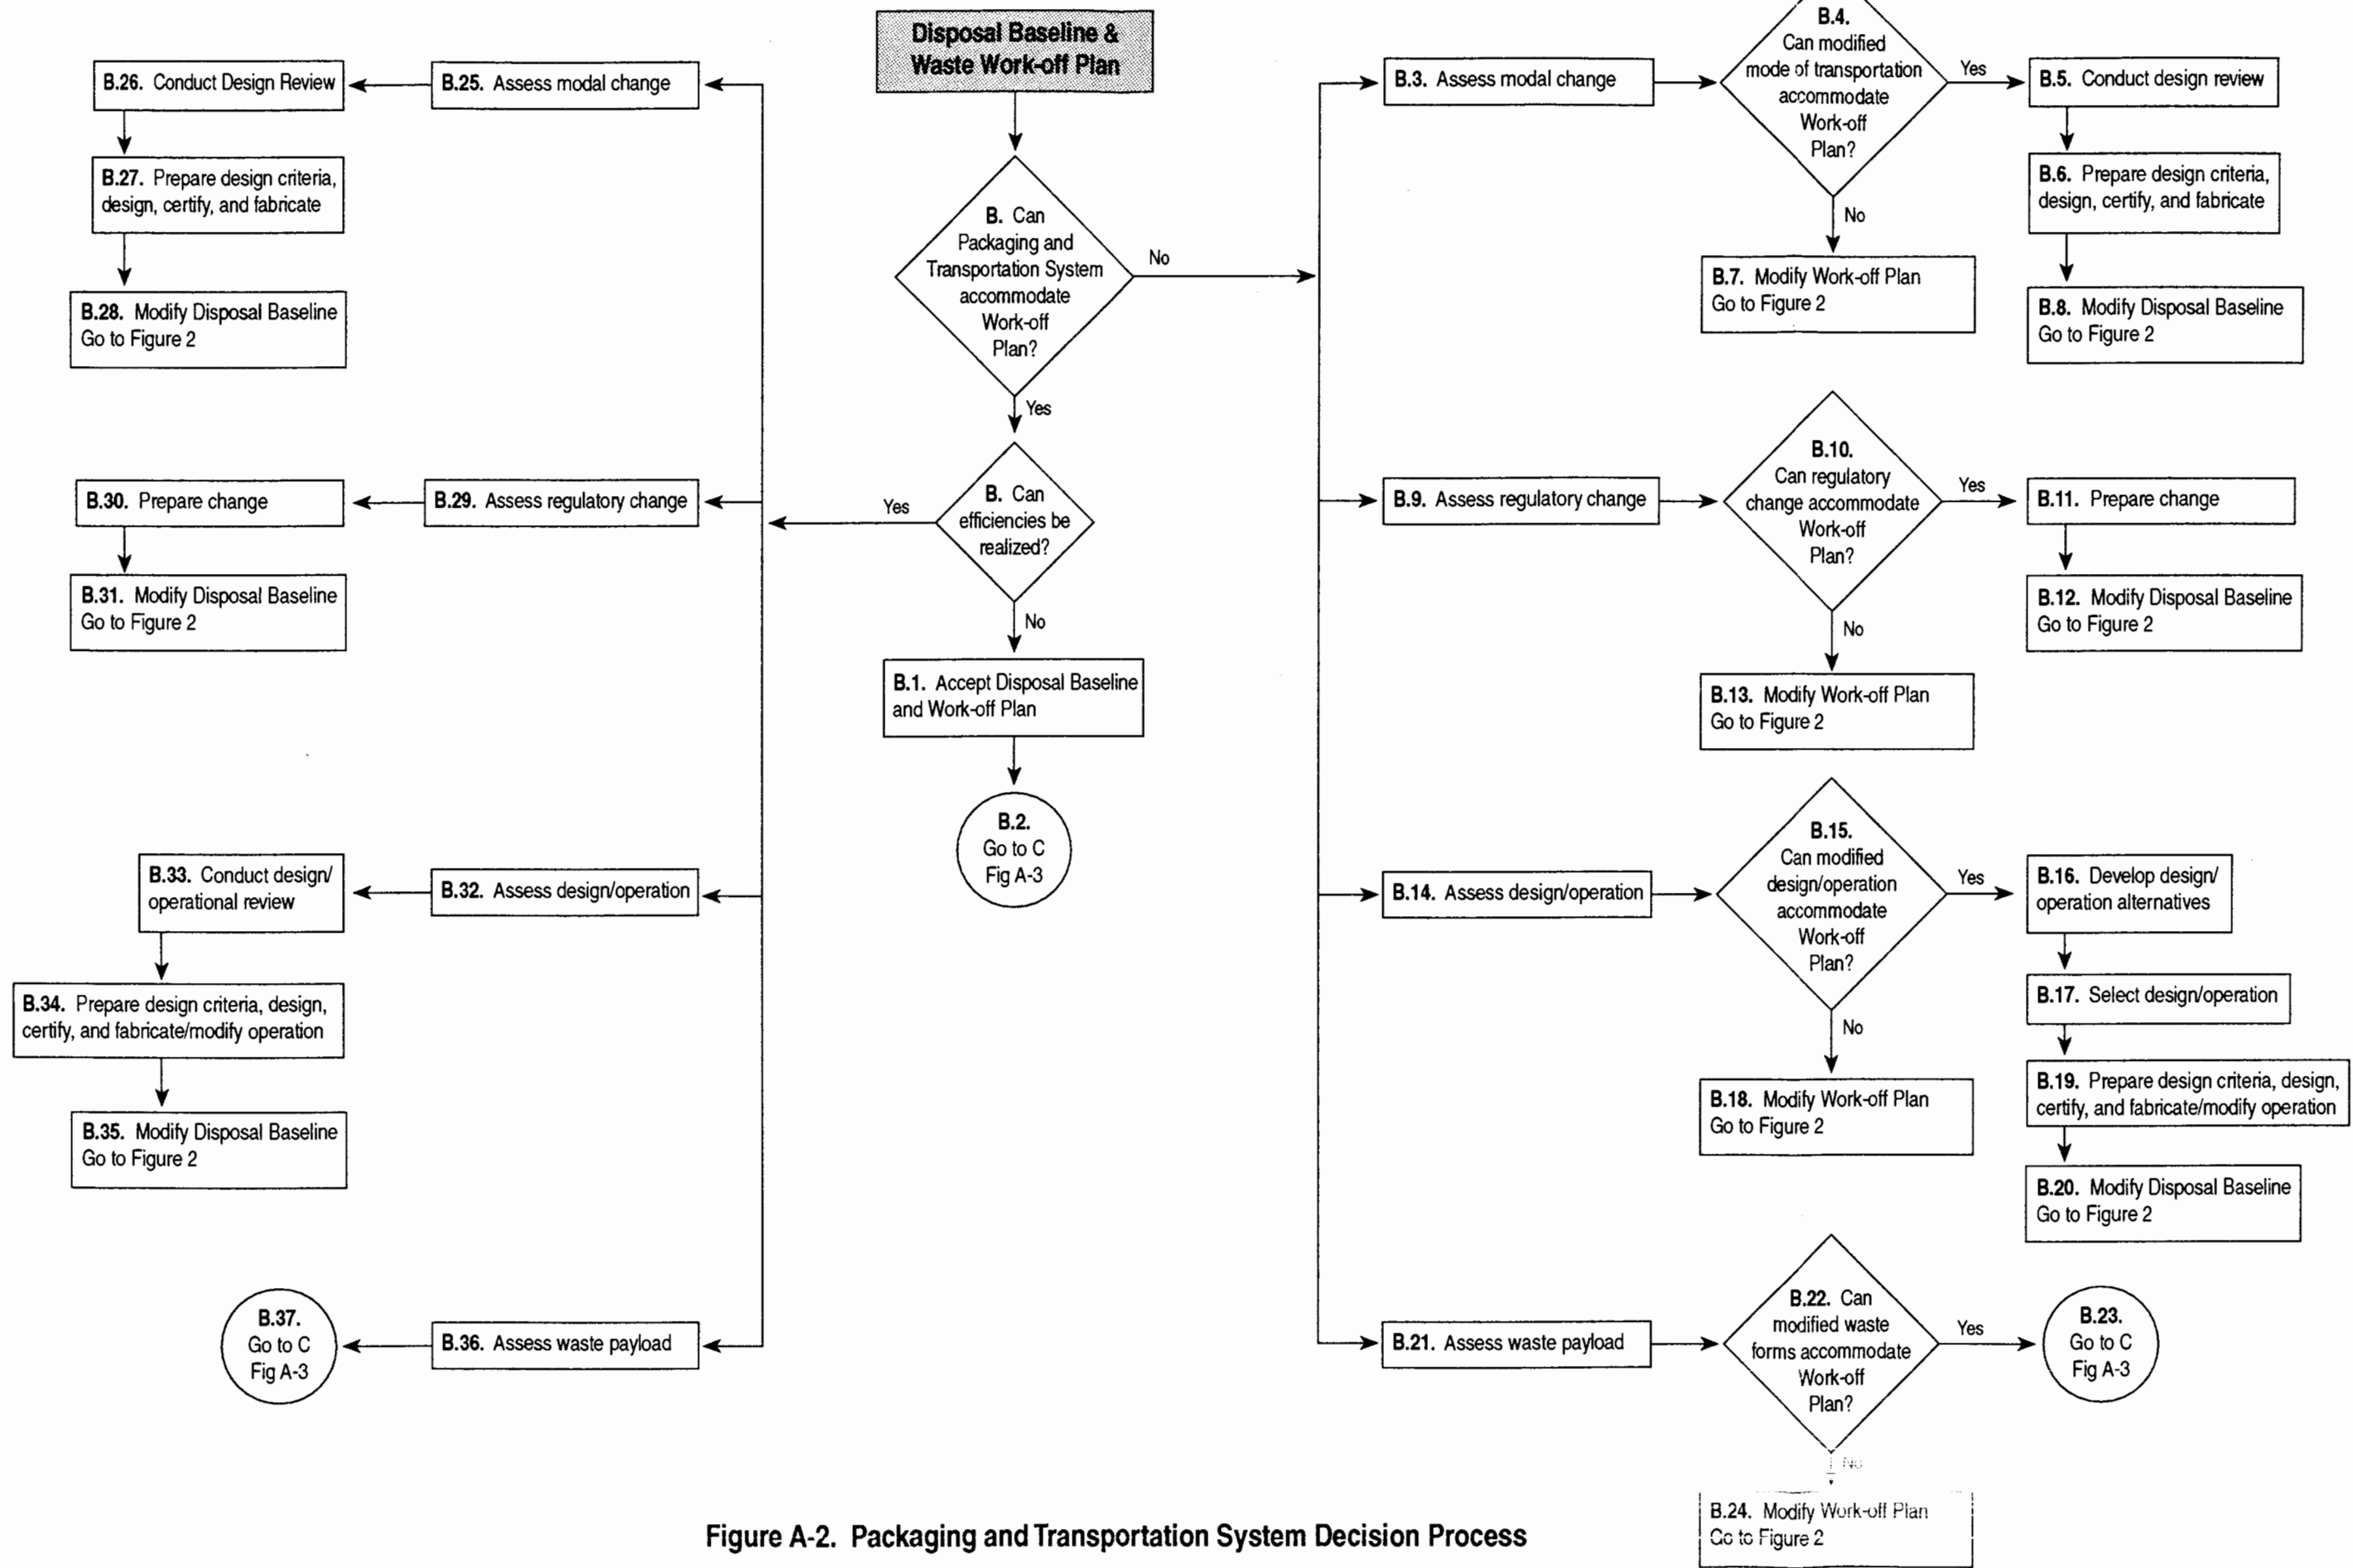 Disposal Baseline &
Waste Work-off Plan
B. Can
Packaging and
Transportation System
accommodate
Work-off
Plan?
No
Yes
B. Can
efficiencies be
realized?
Yes
No
B.1. Accept Disposal Baseline
and Work-off Plan
B.2.
Go to C
Fig A-3
B.3. Assess modal change
B.4.
Can modified
mode of transportation
accommodate
Work-off
Plan?
Yes
No
B.5. Conduct design review
B.6. Prepare design criteria,
design, certify, and fabricate
B.7. Modify Work-off Plan
Go to Figure 2
B.8. Modify Disposal Baseline
Go to Figure 2
B.9. Assess regulatory change
B.10.
Can regulatory
change accommodate
Work-off
Plan?
Yes
No
B.11. Prepare change
B.12. Modify Disposal Baseline
Go to Figure 2
B.13. Modify Work-off Plan
Go to Figure 2
B.14. Assess design/operation
B.15.
Can modified
design/operation
accommodate
Work-off
Plan?
Yes
No
B.16. Develop design/
operation alternatives
B.17. Select design/operation
B.18. Modify Work-off Plan
Go to Figure 2
B.19. Prepare design criteria, design,
certify, and fabricate/modify operation
B.20. Modify Disposal Baseline
Go to Figure 2
B.21. Assess waste payload
B.22. Can
modified waste
forms accommodate
Work-off
Plan?
Yes
No
B.23.
Go to C
Fig A-3
B.24. Modify Work-off Plan
Go to Figure 2
B.25. Assess modal change
B.26. Conduct Design Review
B.27. Prepare design criteria,
design, certify, and fabricate
B.28. Modify Disposal Baseline
Go to Figure 2
B.29. Assess regulatory change
B.30. Prepare change
B.31. Modify Disposal Baseline
Go to Figure 2
B.32. Assess design/operation
B.33. Conduct design/
operational review
B.34. Prepare design criteria, design,
certify, and fabricate/modify operation
B.35. Modify Disposal Baseline
Go to Figure 2
B.36. Assess waste payload
B.37.
Go to C
Fig A-3
Figure A-2. Packaging and Transportation System Decision Process